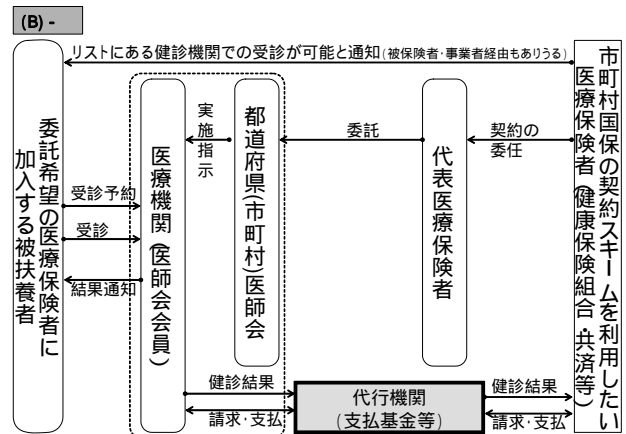 (B) -
リストにある健診機関での受診が可能と通知(被保険者・事業者経由もありうる)
委託希望の医療保険者に
加入する被扶養者
受診予約
受診
結果通知
医療機関(医師会会員)
実施指示
都道府県(市町村)医師会
委託
代表医療保険者
契約の
委任
市町村国保の契約スキームを利用したい
医療保険者(健康保険組合・共済等)
健診結果
請求・支払
代行機関
(支払基金等)
健診結果
請求・支払